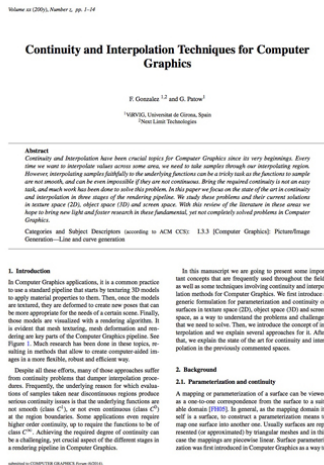 Volume xx (200y), Number z, pp. 1–14
Continuity and Interpolation Techniques for Computer
Graphics
F. Gonzalez 1,2 and G. Patow1
1ViRVIG, Universitat de Girona, Spain
2Next Limit Technologies
Abstract
Continuity and Interpolation have been crucial topics for Computer Graphics since its very beginnings. Every
time we want to interpolate values across some area, we need to take samples through our interpolating region.
However, interpolating samples faithfully to the underlying functions can be a tricky task as the functions to sample
are not smooth, and can be even impossible if they are not continuous. Bring the required continuity is not an easy
task, and much work has been done to solve this problem. In this paper we focus on the state of the art in continuity
and interpolation in three stages of the rendering pipeline. We study these problems and their current solutions
in texture space (2D), object space (3D) and screen space. With this review of the literature in these areas we
hope to bring new light and foster research in these fundamental, yet not completely solved problems in Computer
Graphics.
Categories and Subject Descriptors (according to ACM CCS): I.3.3 [Computer Graphics]: Picture/Image
Generation—Line and curve generation
1. Introduction
In Computer Graphics applications, it is a common practice
to use a standard pipeline that starts by texturing 3D models
to apply material properties to them. Then, once the models
are textured, they are deformed to create new poses that can
be more appropriate for the needs of a certain scene. Finally,
those models are visualized with a rendering algorithm. It
is evident that mesh texturing, mesh deformation and ren-
dering are key parts of the Computer Graphics pipeline. See
Figure 1. Much research has been done in these topics, re-
sulting in methods that allow to create computer-aided im-
ages in a more flexible, robust and efficient way.
Despite all these efforts, many of those approaches suffer
from continuity problems that damper interpolation proce-
dures. Frequently, the underlying reason for which evalua-
tions of samples taken near discontinuous regions produce
serious continuity issues is that the underlying functions are
not smooth (class C1), or not even continuous (class C0)
at the region boundaries. Some applications even require
higher order continuity, up to require the functions to be of
class C∞. Achieving the required degree of continuity can
be a challenging, yet crucial aspect of the different stages in
a rendering pipeline in Computer Graphics.
submitted to COMPUTER GRAPHICS Forum
In this manuscript we are going to present some impor
tant concepts that are frequently used throughout the field
as well as some techniques involving continuity and interpo
lation methods for Computer Graphics. We first introduce
generic formulation for parameterization and continuity o
surfaces in texture space (2D), object space (3D) and screen
space, as a way to understand the problems and challenge
that we need to solve. Then, we introduce the concept of in
terpolation and we explain several approaches for it. Afte
that, we explain the state of the art for continuity and inter
polation in the previously commented spaces.
2. Background
2.1. Parameterization and continuity
A mapping or parameterization of a surface can be viewed
as a one-to-one correspondence from the surface to a suit
able domain [FH05]. In general, as the mapping domain i
self is a surface, to construct a parameterization means t
map one surface into another one. Usually surfaces are rep
resented (or approximated) by triangular meshes and in th
case the mappings are piecewise linear. Surface parameteri
zation was first introduced in Computer Graphics as a way t